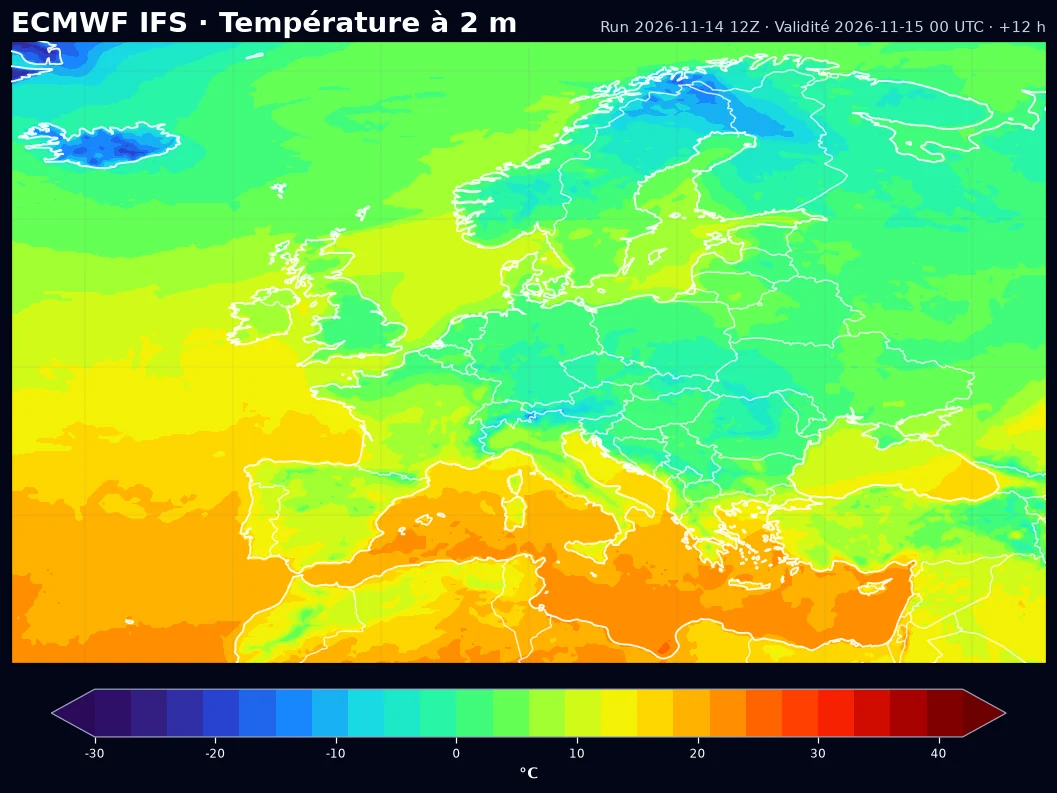 ECMWF IFS · Température à 2 m
Run 2026-11-14 12Z · Validité 2026-11-15 00 UTC · +12 h
-30 -20 -10 0 10 20 30 40
°C